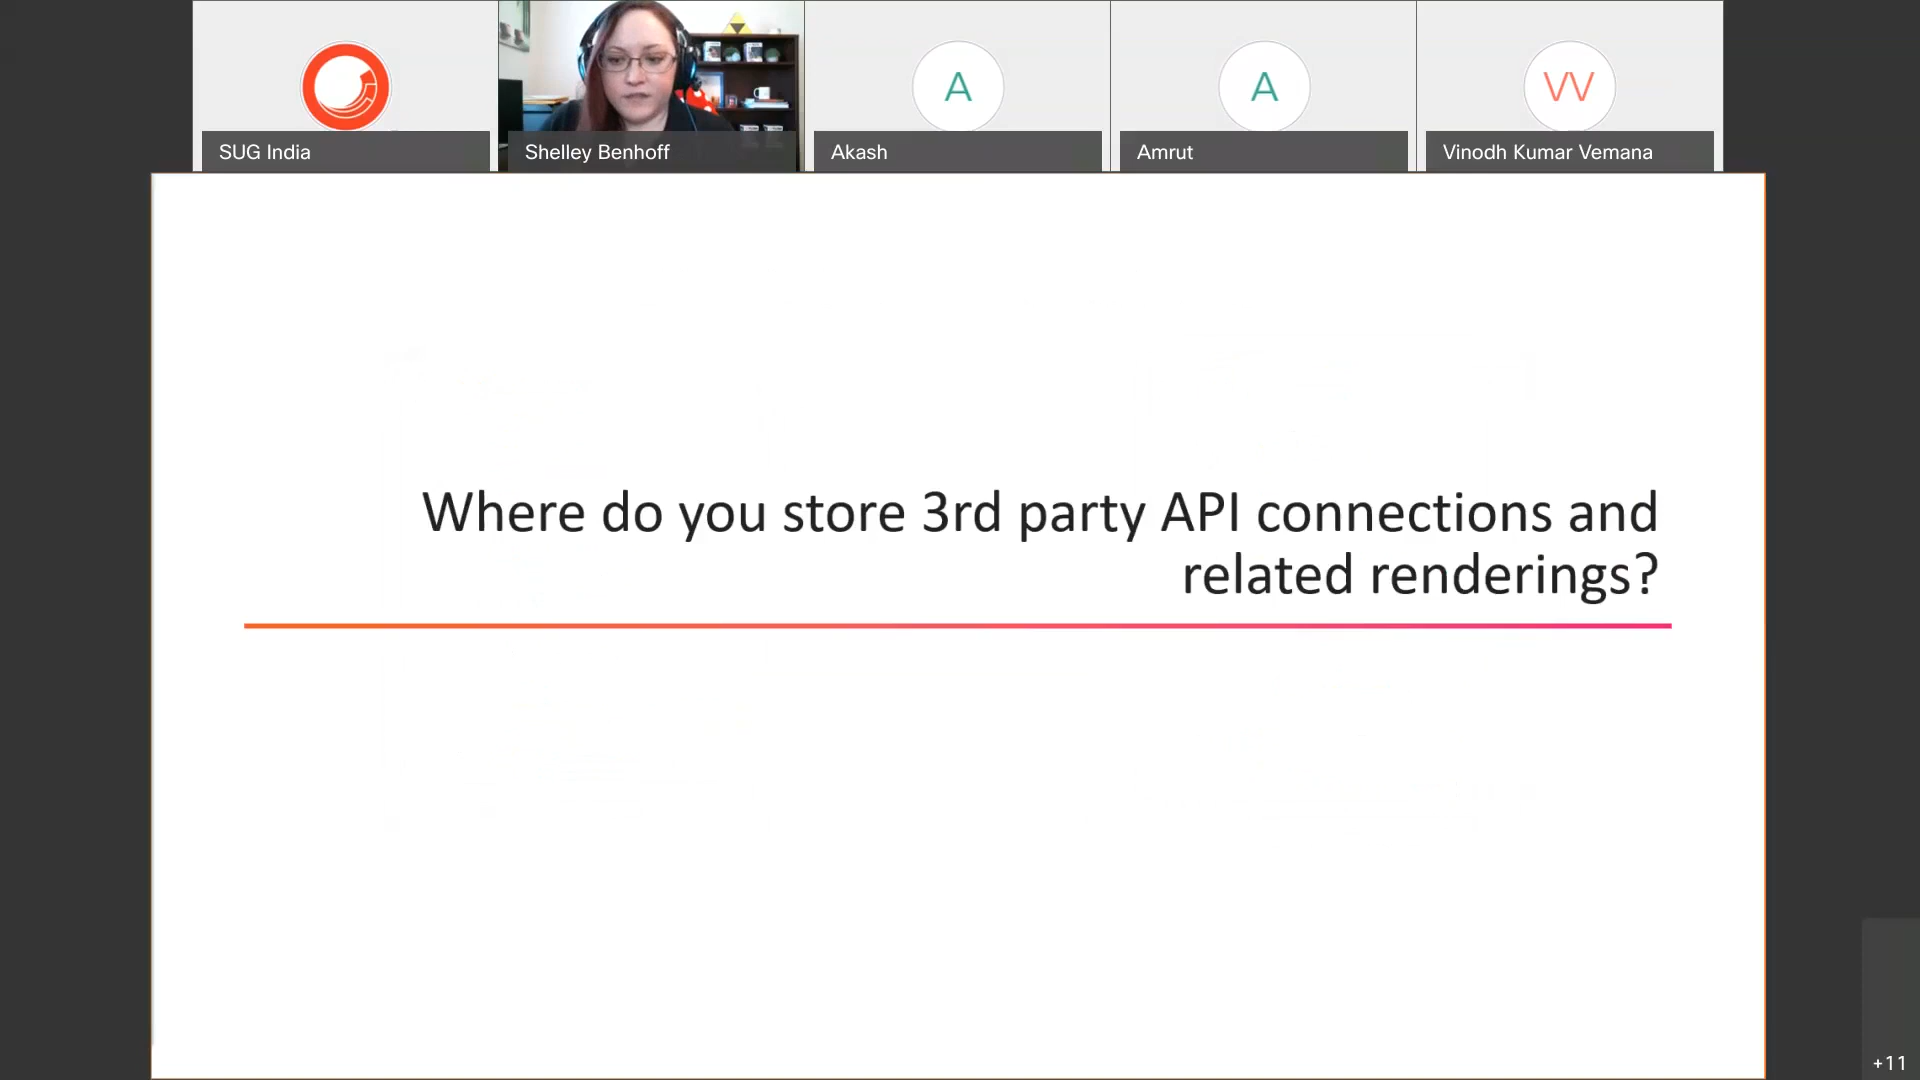 SUG India
Shelley Benhoff
A
Akash
A
Amrut
VV
Vinodh Kumar Vemana
Where do you store 3rd party API connections and
related renderings?
+11